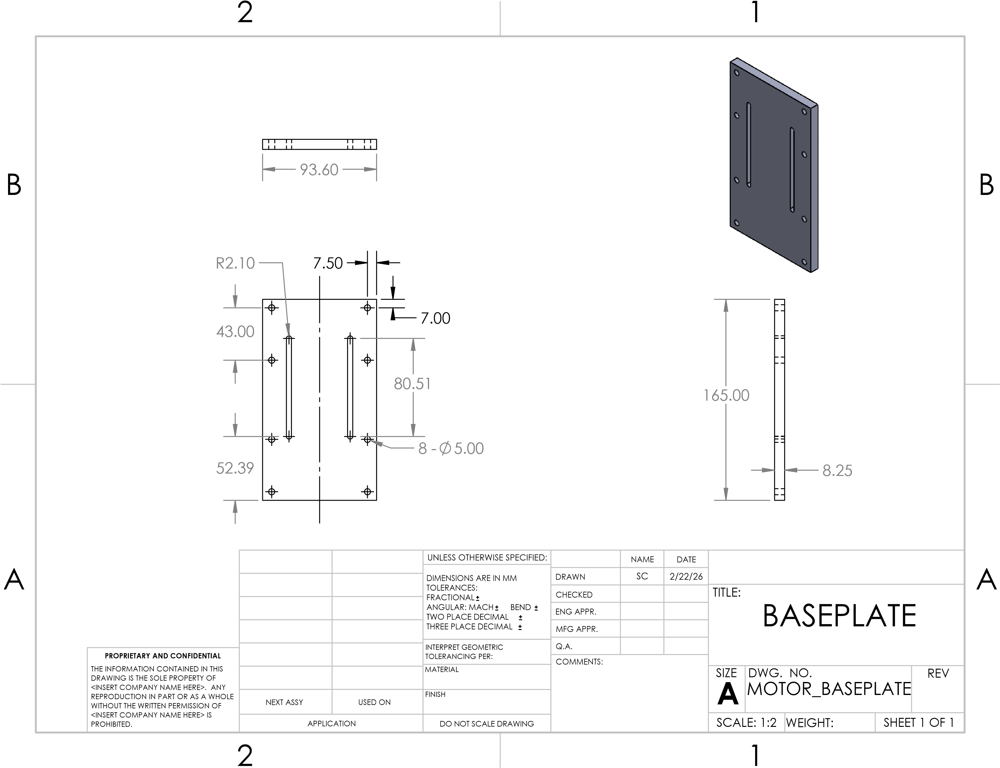 2 1
B B
93.60
R2.10 7.50
7.00
43.00
80.51
165.00
8 - ∅5.00
52.39
8.25
A A
UNLESS OTHERWISE SPECIFIED:
DIMENSIONS ARE IN MM
TOLERANCES:
FRACTIONAL ±
ANGULAR: MACH ± BEND ±
TWO PLACE DECIMAL ±
THREE PLACE DECIMAL ±
INTERPRET GEOMETRIC
TOLERANCING PER:
MATERIAL
FINISH
DO NOT SCALE DRAWING
NAME DATE
DRAWN SC 2/22/26
CHECKED
ENG APPR.
MFG APPR.
Q.A.
COMMENTS:
TITLE:
BASEPLATE
SIZE DWG. NO. REV
A MOTOR_BASEPLATE
SCALE: 1:2 WEIGHT: SHEET 1 OF 1
PROPRIETARY AND CONFIDENTIAL
THE INFORMATION CONTAINED IN THIS
DRAWING IS THE SOLE PROPERTY OF
<INSERT COMPANY NAME HERE>. ANY
REPRODUCTION IN PART OR AS A WHOLE
WITHOUT THE WRITTEN PERMISSION OF
<INSERT COMPANY NAME HERE> IS
PROHIBITED.
NEXT ASSY USED ON
APPLICATION
2 1